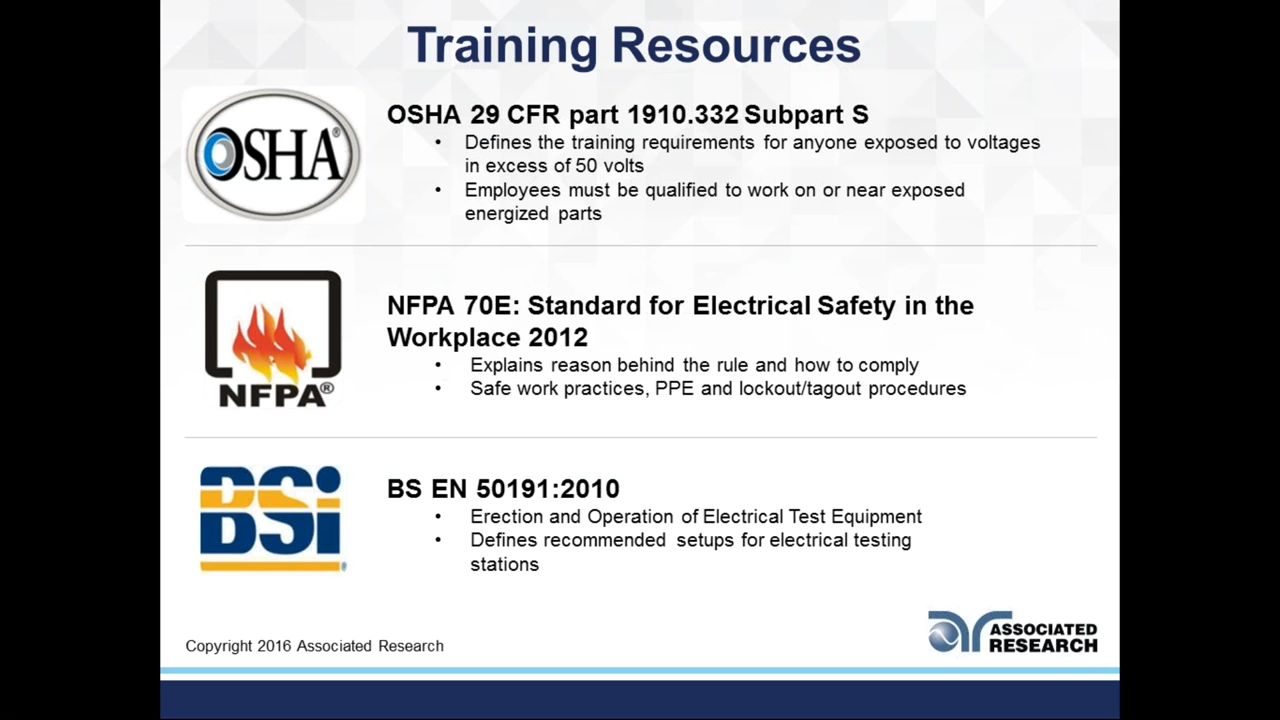 Training Resources
OSHA®
OSHA 29 CFR part 1910.332 Subpart S
• Defines the training requirements for anyone exposed to voltages
in excess of 50 volts
• Employees must be qualified to work on or near exposed
energized parts
NFPA®
NFPA 70E: Standard for Electrical Safety in the
Workplace 2012
• Explains reason behind the rule and how to comply
• Safe work practices, PPE and lockout/tagout procedures
BSi
BS EN 50191:2010
• Erection and Operation of Electrical Test Equipment
• Defines recommended setups for electrical testing
stations
Copyright 2016 Associated Research
ar ASSOCIATED
RESEARCH